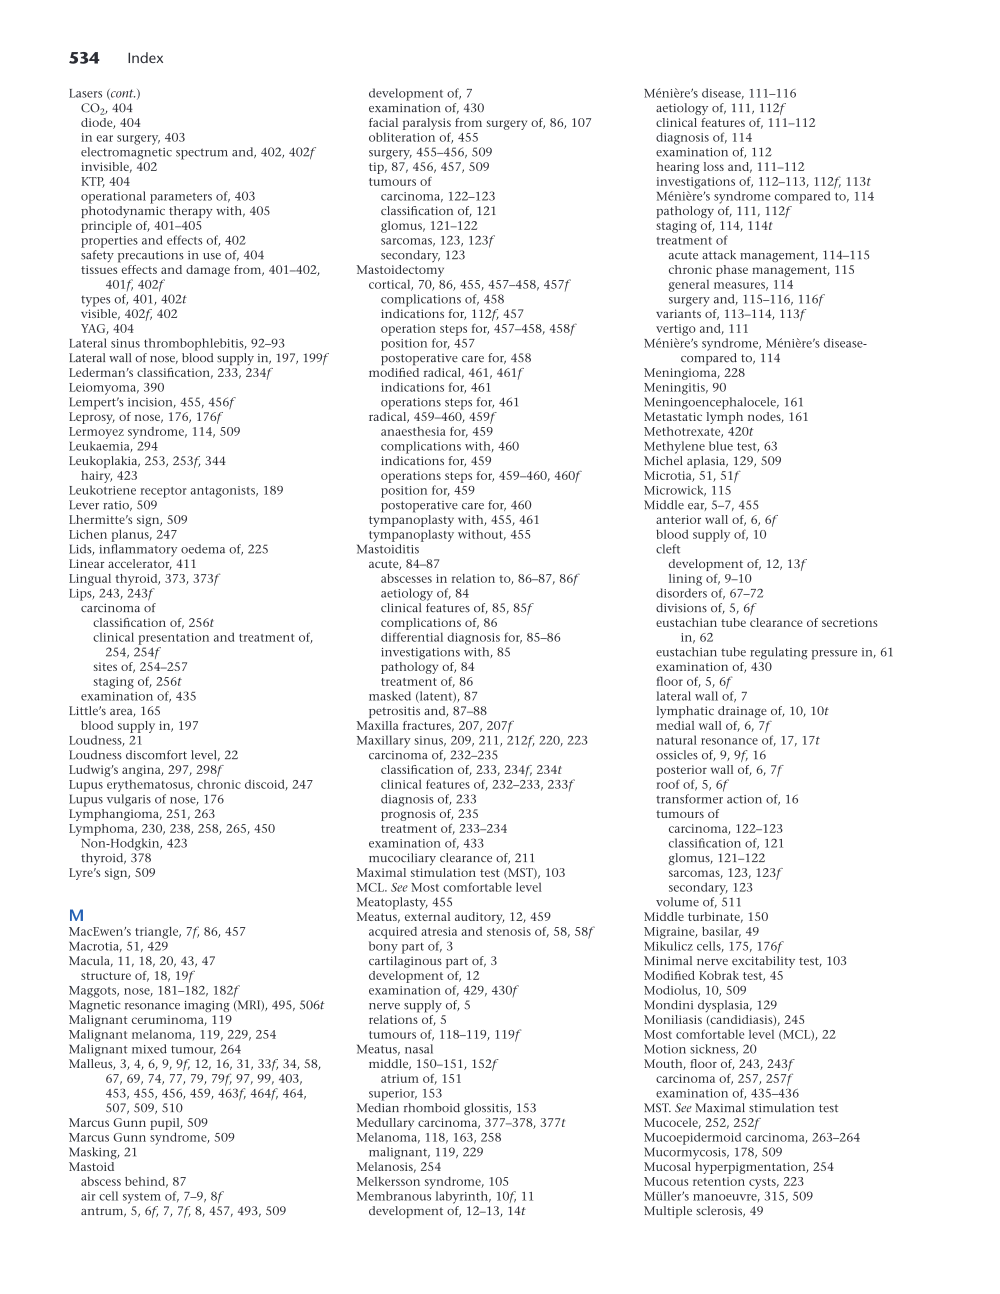 534 Index
Lasers (cont.)
CO2, 404
diode, 404
in ear surgery, 403
electromagnetic spectrum and, 402, 402f
invisible, 402
KTP, 404
operational parameters of, 403
photodynamic therapy with, 405
principle of, 401–405
properties and effects of, 402
safety precautions in use of, 404
tissues effects and damage from, 401–402,
401f, 402f
types of, 401, 402t
visible, 402f, 402
YAG, 404
Lateral sinus thrombophlebitis, 92–93
Lateral wall of nose, blood supply in, 197, 199f
Lederman's classification, 233, 234f
Leiomyoma, 390
Lempert's incision, 455, 456f
Leprosy, of nose, 176, 176f
Lermoyez syndrome, 114, 509
Leukaemia, 294
Leukoplakia, 253, 253f, 344
hairy, 423
Leukotriene receptor antagonists, 189
Lever ratio, 509
Lhermitte's sign, 509
Lichen planus, 247
Lids, inflammatory oedema of, 225
Linear accelerator, 411
Lingual thyroid, 373, 373f
Lips, 243, 243f
carcinoma of
classification of, 256t
clinical presentation and treatment of,
254, 254f
sites of, 254–257
staging of, 256t
examination of, 435
Little's area, 165
blood supply in, 197
Loudness, 21
Loudness discomfort level, 22
Ludwig's angina, 297, 298f
Lupus erythematosus, chronic discoid, 247
Lupus vulgaris of nose, 176
Lymphangioma, 251, 263
Lymphoma, 230, 238, 258, 265, 450
Non-Hodgkin, 423
thyroid, 378
Lyre's sign, 509
M
MacEwen's triangle, 7f, 86, 457
Macrotia, 51, 429
Macula, 11, 18, 20, 43, 47
structure of, 18, 19f
Maggots, nose, 181–182, 182f
Magnetic resonance imaging (MRI), 495, 506t
Malignant ceruminoma, 119
Malignant melanoma, 119, 229, 254
Malignant mixed tumour, 264
Malleus, 3, 4, 6, 9, 9f, 12, 16, 31, 33f, 34, 58,
67, 69, 74, 77, 79, 79f, 97, 99, 403,
453, 455, 456, 459, 463f, 464f, 464,
507, 509, 510
Marcus Gunn pupil, 509
Marcus Gunn syndrome, 509
Masking, 21
Mastoid
abscess behind, 87
air cell system of, 7–9, 8f
antrum, 5, 6f, 7, 7f, 8, 457, 493, 509
development of, 7
examination of, 430
facial paralysis from surgery of, 86, 107
obliteration of, 455
surgery, 455–456, 509
tip, 87, 456, 457, 509
tumours of
carcinoma, 122–123
classification of, 121
glomus, 121–122
sarcomas, 123, 123f
secondary, 123
Mastoidectomy
cortical, 70, 86, 455, 457–458, 457f
complications of, 458
indications for, 112f, 457
operation steps for, 457–458, 458f
position for, 457
postoperative care for, 458
modified radical, 461, 461f
indications for, 461
operations steps for, 461
radical, 459–460, 459f
anaesthesia for, 459
complications with, 460
indications for, 459
operations steps for, 459–460, 460f
position for, 459
postoperative care for, 460
tympanoplasty with, 455, 461
tympanoplasty without, 455
Mastoiditis
acute, 84–87
abscesses in relation to, 86–87, 86f
aetiology of, 84
clinical features of, 85, 85f
complications of, 86
differential diagnosis for, 85–86
investigations with, 85
pathology of, 84
treatment of, 86
masked (latent), 87
petrositis and, 87–88
Maxilla fractures, 207, 207f
Maxillary sinus, 209, 211, 212f, 220, 223
carcinoma of, 232–235
classification of, 233, 234f, 234t
clinical features of, 232–233, 233f
diagnosis of, 233
prognosis of, 235
treatment of, 233–234
examination of, 433
mucociliary clearance of, 211
Maximal stimulation test (MST), 103
MCL. See Most comfortable level
Meatoplasty, 455
Meatus, external auditory, 12, 459
acquired atresia and stenosis of, 58, 58f
bony part of, 3
cartilaginous part of, 3
development of, 12
examination of, 429, 430f
nerve supply of, 5
relations of, 5
tumours of, 118–119, 119f
Meatus, nasal
middle, 150–151, 152f
atrium of, 151
superior, 153
Median rhomboid glossitis, 153
Medullary carcinoma, 377–378, 377t
Melanoma, 118, 163, 258
malignant, 119, 229
Melanosis, 254
Melkersson syndrome, 105
Membranous labyrinth, 10f, 11
development of, 12–13, 14t
Ménière's disease, 111–116
aetiology of, 111, 112f
clinical features of, 111–112
diagnosis of, 114
examination of, 112
hearing loss and, 111–112
investigations of, 112–113, 112f, 113t
Ménière's syndrome compared to, 114
pathology of, 111, 112f
staging of, 114, 114t
treatment of
acute attack management, 114–115
chronic phase management, 115
general measures, 114
surgery and, 115–116, 116f
variants of, 113–114, 113f
vertigo and, 111
Ménière's syndrome, Ménière's disease-
compared to, 114
Meningioma, 228
Meningitis, 90
Meningoencephalocele, 161
Metastatic lymph nodes, 161
Methotrexate, 420t
Methylene blue test, 63
Michel aplasia, 129, 509
Microtia, 51, 51f
Microwick, 115
Middle ear, 5–7, 455
anterior wall of, 6, 6f
blood supply of, 10
cleft
development of, 12, 13f
lining of, 9–10
disorders of, 67–72
divisions of, 5, 6f
eustachian tube clearance of secretions
in, 62
eustachian tube regulating pressure in, 61
examination of, 430
floor of, 5, 6f
lateral wall of, 7
lymphatic drainage of, 10, 10t
medial wall of, 6, 7f
natural resonance of, 17, 17t
ossicles of, 9, 9f, 16
posterior wall of, 6, 7f
roof of, 5, 6f
transformer action of, 16
tumours of
carcinoma, 122–123
classification of, 121
glomus, 121–122
sarcomas, 123, 123f
secondary, 123
volume of, 511
Middle turbinate, 150
Migraine, basilar, 49
Mikulicz cells, 175, 176f
Minimal nerve excitability test, 103
Modified Kobrak test, 45
Modiolus, 10, 509
Mondini dysplasia, 129
Moniliasis (candidiasis), 245
Most comfortable level (MCL), 22
Motion sickness, 20
Mouth, floor of, 243, 243f
carcinoma of, 257, 257f
examination of, 435–436
MST. See Maximal stimulation test
Mucocele, 252, 252f
Mucoepidermoid carcinoma, 263–264
Mucormycosis, 178, 509
Mucosal hyperpigmentation, 254
Mucous retention cysts, 223
Müller's manoeuvre, 315, 509
Multiple sclerosis, 49